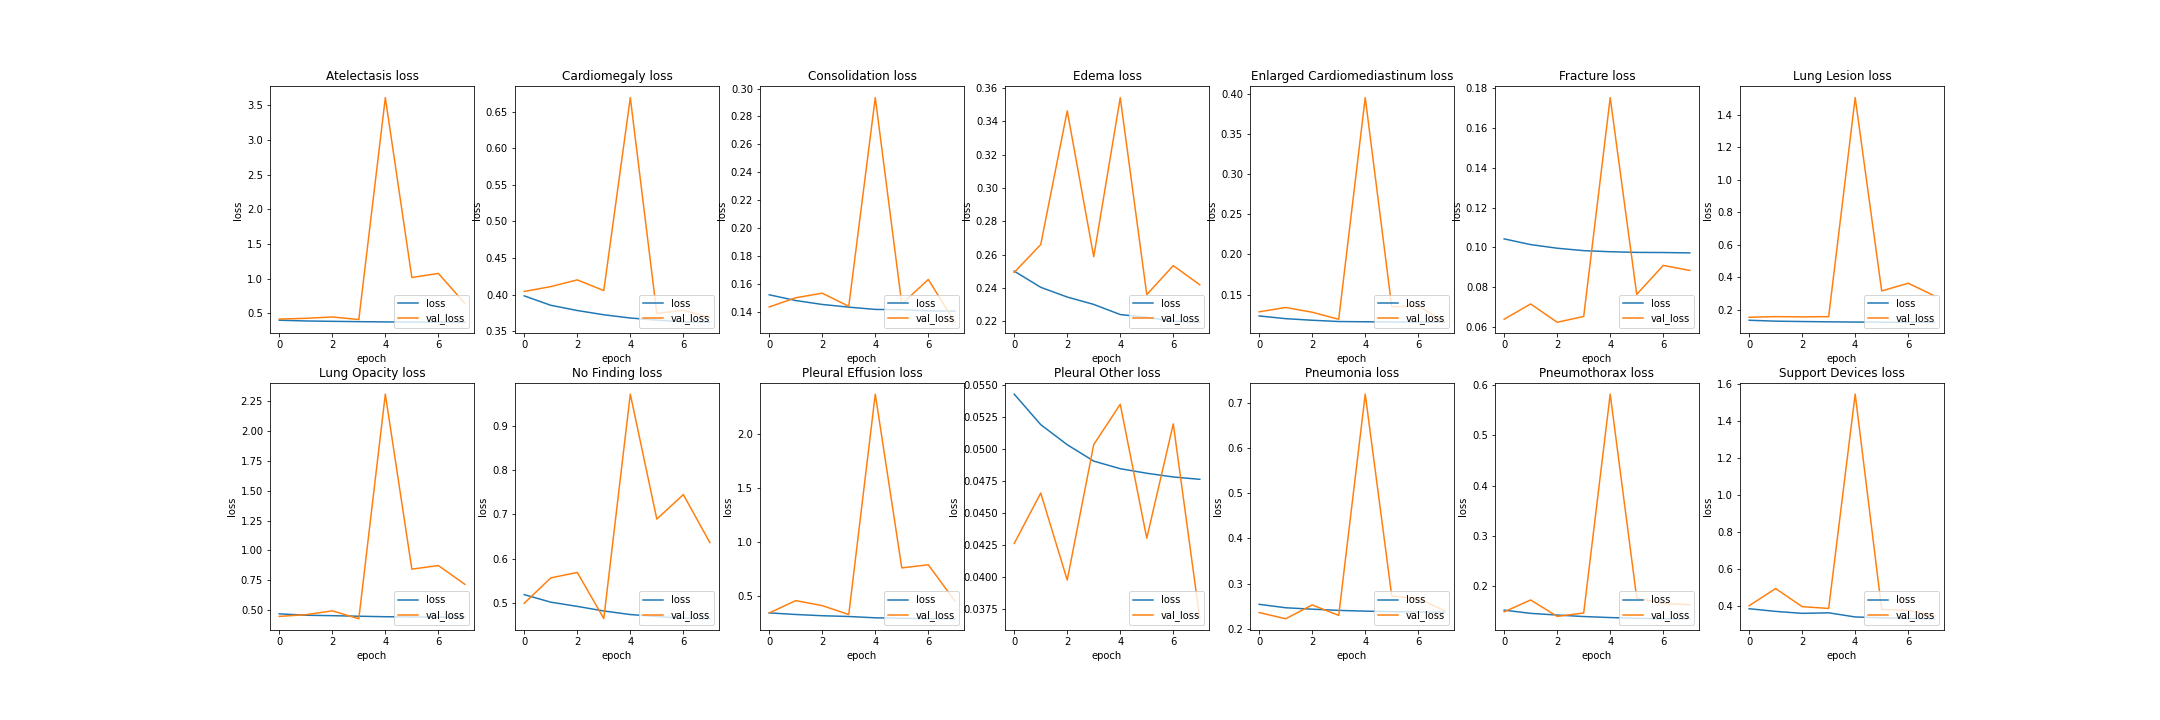 Atelectasis loss
3.5
3.0
2.5
2.0
1.5
1.0
0.5
loss
loss
val_loss
0 2 4 6
epoch
Cardiomegaly loss
0.65
0.60
0.55
0.50
0.45
0.40
0.35
loss
loss
val_loss
0 2 4 6
epoch
Consolidation loss
0.30
0.28
0.26
0.24
0.22
0.20
0.18
0.16
0.14
loss
loss
val_loss
0 2 4 6
epoch
Edema loss
0.36
0.34
0.32
0.30
0.28
0.26
0.24
0.22
loss
loss
val_loss
0 2 4 6
epoch
Enlarged Cardiomediastinum loss
0.40
0.35
0.30
0.25
0.20
0.15
loss
loss
val_loss
0 2 4 6
epoch
Fracture loss
0.18
0.16
0.14
0.12
0.10
0.08
0.06
loss
loss
val_loss
0 2 4 6
epoch
Lung Lesion loss
1.4
1.2
1.0
0.8
0.6
0.4
0.2
loss
loss
val_loss
0 2 4 6
epoch
Lung Opacity loss
2.25
2.00
1.75
1.50
1.25
1.00
0.75
0.50
loss
loss
val_loss
0 2 4 6
epoch
No Finding loss
0.9
0.8
0.7
0.6
0.5
loss
loss
val_loss
0 2 4 6
epoch
Pleural Effusion loss
2.0
1.5
1.0
0.5
loss
loss
val_loss
0 2 4 6
epoch
Pleural Other loss
0.0550
0.0525
0.0500
0.0475
0.0450
0.0425
0.0400
0.0375
loss
loss
val_loss
0 2 4 6
epoch
Pneumonia loss
0.7
0.6
0.5
0.4
0.3
0.2
loss
loss
val_loss
0 2 4 6
epoch
Pneumothorax loss
0.6
0.5
0.4
0.3
0.2
loss
loss
val_loss
0 2 4 6
epoch
Support Devices loss
1.6
1.4
1.2
1.0
0.8
0.6
0.4
loss
loss
val_loss
0 2 4 6
epoch